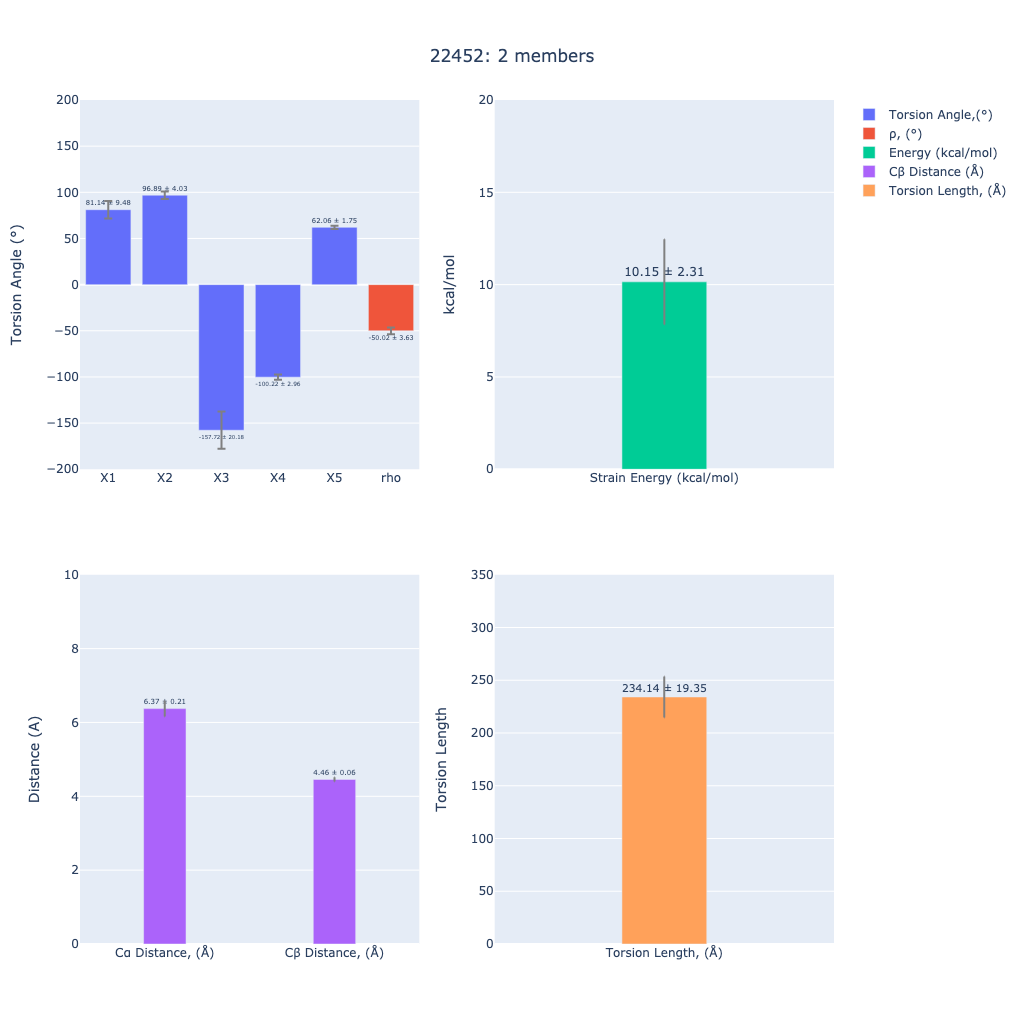 22452: 2 members
Torsion Angle (°)
200
150
100
50
0
−50
−100
−150
−200
81.14 ± 9.48
96.89 ± 4.03
-157.72 ± 20.18
-100.22 ± 2.96
62.06 ± 1.75
-50.02 ± 3.63
X1 X2 X3 X4 X5 rho
kcal/mol
20
15
10
5
0
10.15 ± 2.31
Strain Energy (kcal/mol)
Torsion Angle,(°)
ρ, (°)
Energy (kcal/mol)
Cβ Distance (Å)
Torsion Length, (Å)
Distance (A)
10
8
6
4
2
0
6.37 ± 0.21
4.46 ± 0.06
Cα Distance, (Å) Cβ Distance, (Å)
Torsion Length
350
300
250
200
150
100
50
0
234.14 ± 19.35
Torsion Length, (Å)